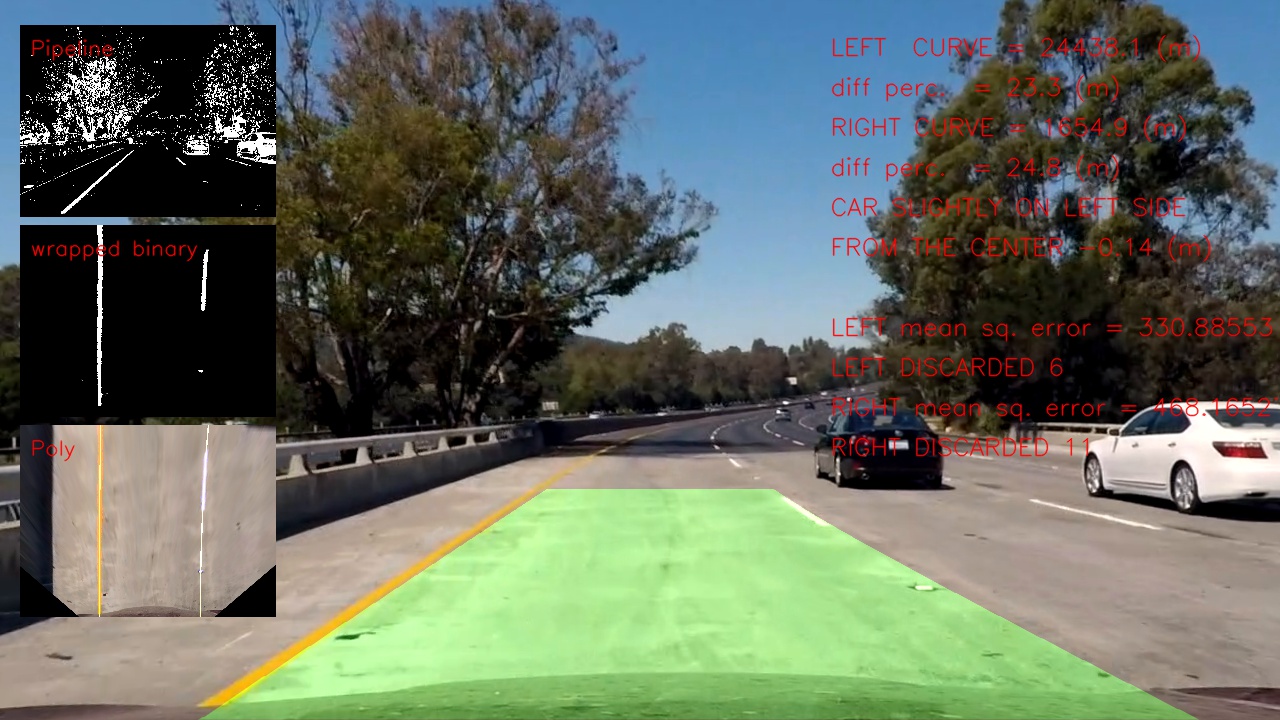 Pipeline
wrapped binary
Poly
LEFT CURVE = 24438.1 (m)
diff perc. = 23.3 (m)
RIGHT CURVE = 1654.9 (m)
diff perc. = 24.8 (m)
CAR SLIGHTLY ON LEFT SIDE
FROM THE CENTER -0.14 (m)
LEFT mean sq. error = 330.88553
LEFT DISCARDED 6
RIGHT mean sq. error = 468.1652
RIGHT DISCARDED 11